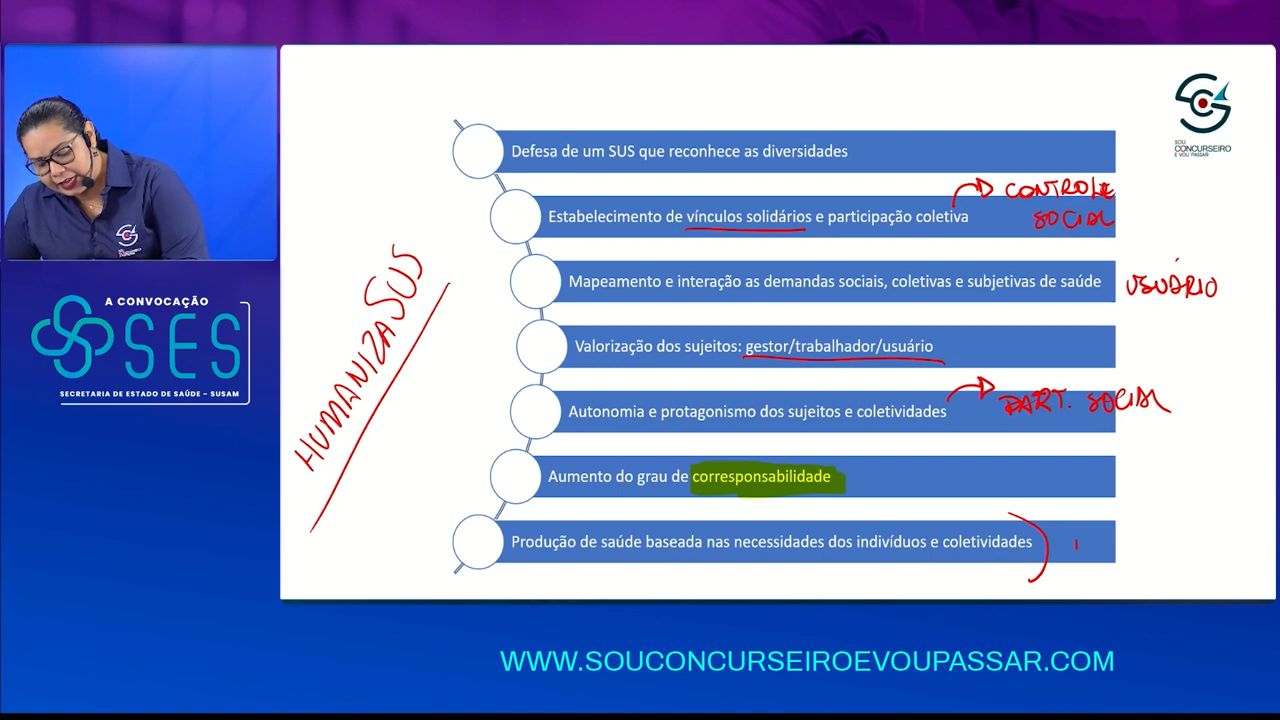 A CONVOCAÇÃO
SES
SECRETARIA DE ESTADO DE SAÚDE - SUSAM
SOU
CONCURSEIRO
E VOU PASSAR
HUMANIZASUS
Defesa de um SUS que reconhece as diversidades
Estabelecimento de vínculos solidários e participação coletiva
CONTROLE
SOCIAL
Mapeamento e interação as demandas sociais, coletivas e subjetivas de saúde
USUÁRIO
Valorização dos sujeitos: gestor/trabalhador/usuário
Autonomia e protagonismo dos sujeitos e coletividades
PART. SOCIAL
Aumento do grau de corresponsabilidade
Produção de saúde baseada nas necessidades dos indivíduos e coletividades
WWW.SOUCONCURSEIROEVOUPASSAR.COM